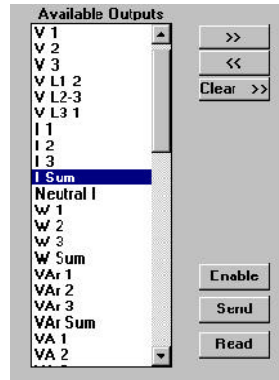 Available Outputs
V 1
V 2
V 3
V L1 2
V L2-3
V L3 1
I 1
I 2
I 3
I Sum
Neutral I
W 1
W 2
W 3
W Sum
VAr 1
VAr 2
VAr 3
VAr Sum
VA 1
VA 2
>>
<<
Clear >>
Enable
Send
Read